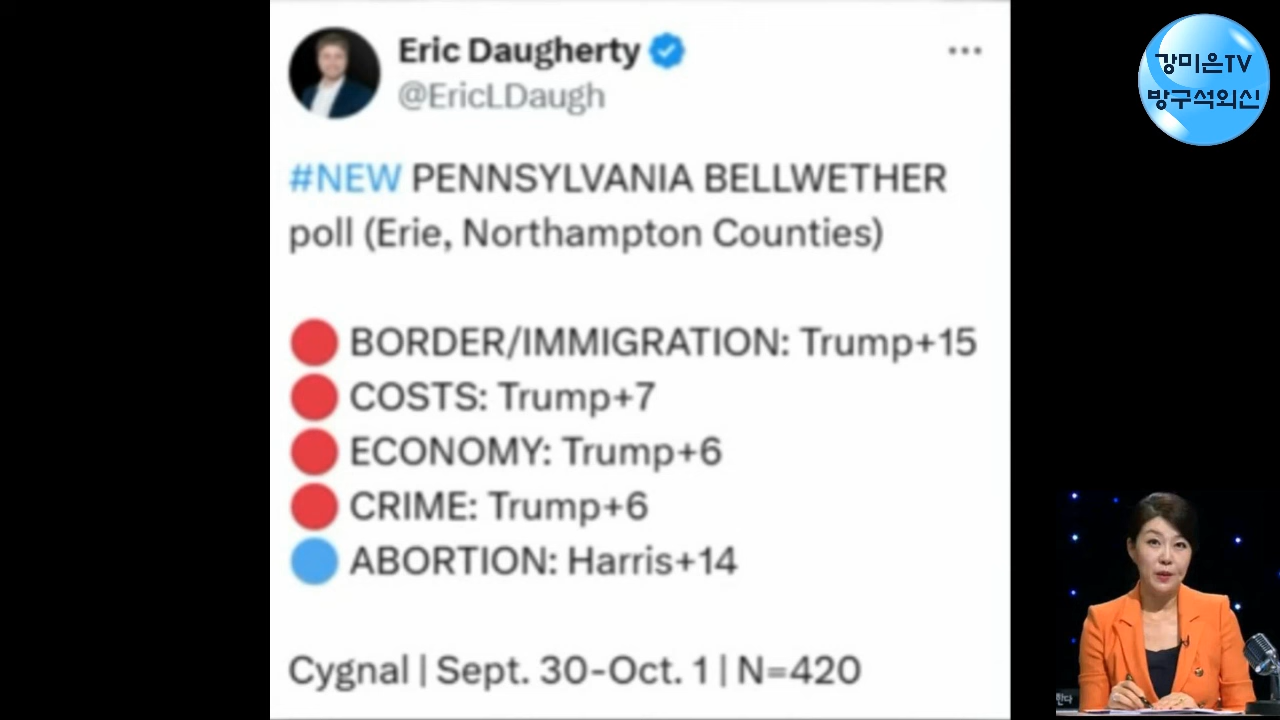 Eric Daugherty
@EricLDaugh
#NEW PENNSYLVANIA BELLWETHER
poll (Erie, Northampton Counties)
BORDER/IMMIGRATION: Trump+15
COSTS: Trump+7
ECONOMY: Trump+6
CRIME: Trump+6
ABORTION: Harris+14
Cygnal | Sept. 30-Oct. 1 | N=420
강미은TV
방구석외신
한다